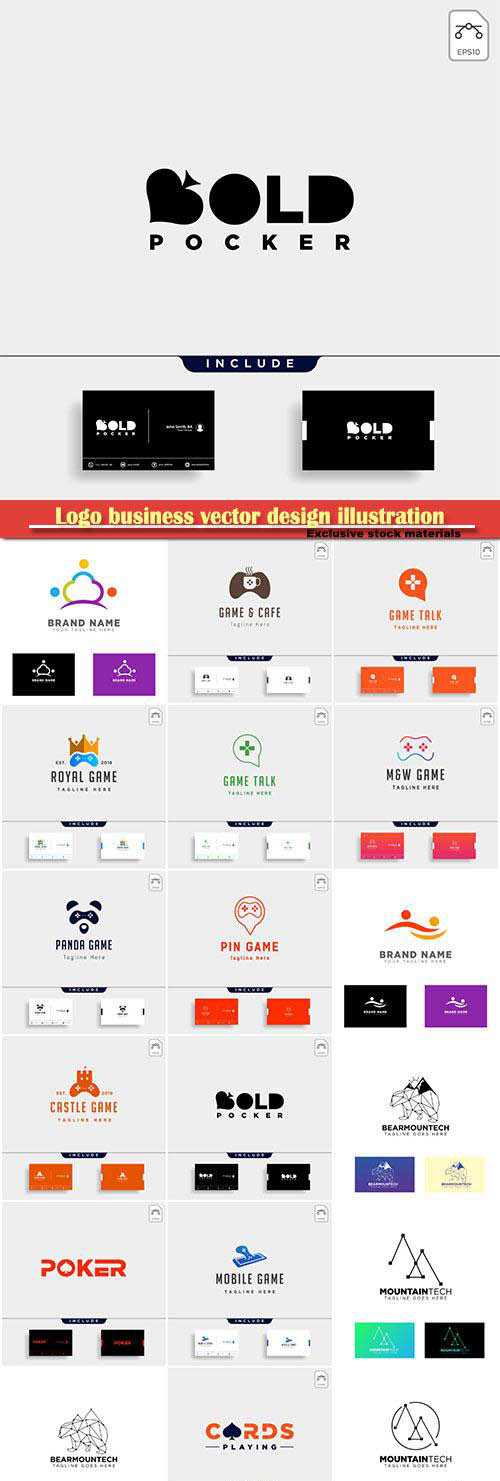 EPS10
BOLD
POCKER
INCLUDE
BOLD
POCKER
John Smith, BA
BOLD
POCKER
Logo business vector design illustration
Exclusive stock materials
BRAND NAME
YOUR TAGLINE HERE
BRAND NAME
BRAND NAME
GAME & CAFE
Tagline Here
INCLUDE
GAME TALK
TAGLINE HERE
INCLUDE
EST. 2018
ROYAL GAME
TAGLINE HERE
INCLUDE
GAME TALK
TAGLINE HERE
INCLUDE
M&W GAME
TAGLINE HERE
INCLUDE
PANDA GAME
Tagline Here
INCLUDE
PIN GAME
Tagline Here
INCLUDE
BRAND NAME
YOUR TAGLINE HERE
BRAND NAME
BRAND NAME
EST. 2018
CASTLE GAME
TAGLINE HERE
INCLUDE
BOLD
POCKER
INCLUDE
BOLD
BOLD
BEARMOUNTECH
TAGLINE GOES HERE
POKER
INCLUDE
POKER
POKER
MOBILE GAME
TAGLINE HERE
INCLUDE
MOUNTAINTECH
TAGLINE GOES HERE
BEARMOUNTECH
TAGLINE GOES HERE
CARDS
PLAYING
MOUNTAINTECH
TAGLINE GOES HERE